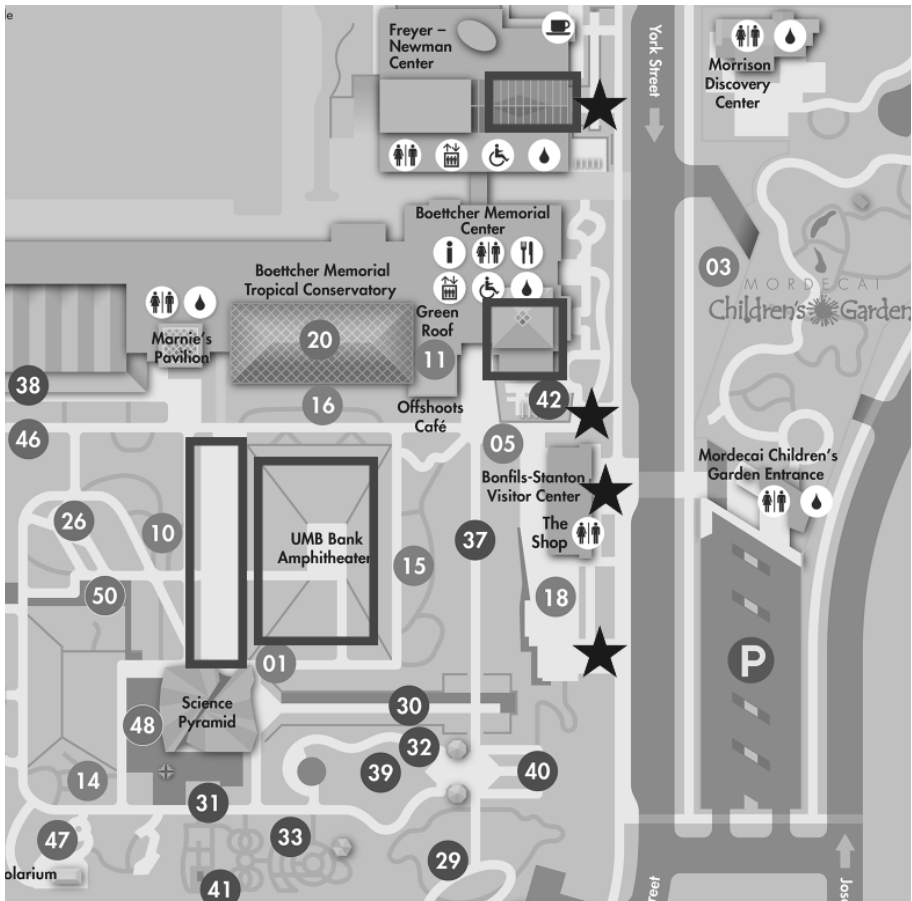 Freyer –
Newman
Center
York Street
Morrison
Discovery
Center
Boettcher Memorial
Center
Boettcher Memorial
Tropical Conservatory
03
MORDECAI
Children's Garden
Green
Roof
20
11
Marnie's
Pavilion
38
16
42
Offshoots
Café
46
05
Mordecai Children's
Garden Entrance
Bonfils-Stanton
Visitor Center
26
10
The
Shop
37
UMB Bank
Amphitheater
15
50
18
01
P
Science
Pyramid
30
48
32
39
40
14
31
33
47
29
olarium
41
reet
Jose